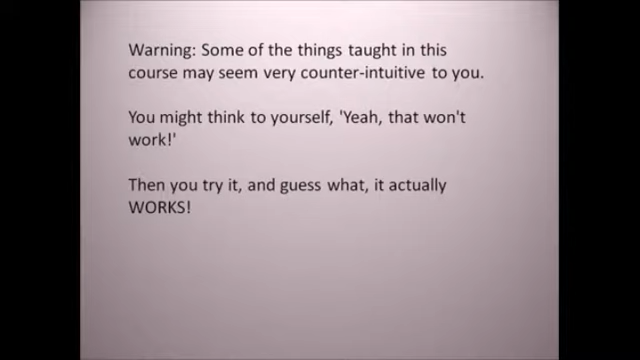 Warning: Some of the things taught in this
course may seem very counter-intuitive to you.
You might think to yourself, 'Yeah, that won't
work!'
Then you try it, and guess what, it actually
WORKS!